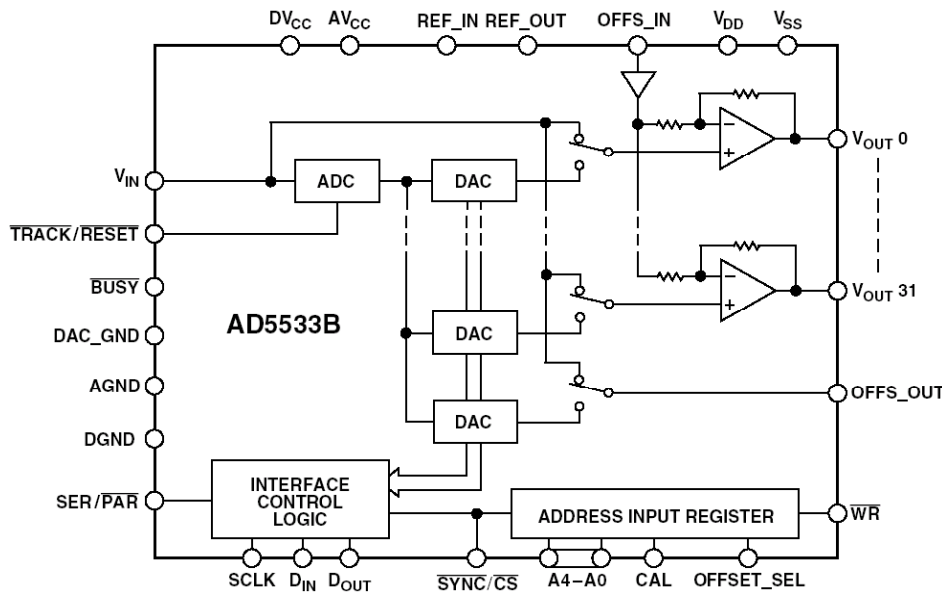 DVCC AVCC REF_IN REF_OUT OFFS_IN VDD VSS
VIN
ADC
DAC
−
+
VOUT 0
TRACK/RESET
BUSY
−
+
VOUT 31
AD5533B
DAC
DAC_GND
AGND
OFFS_OUT
DAC
DGND
SER/PAR
INTERFACE
CONTROL
LOGIC
ADDRESS INPUT REGISTER
WR
SCLK DIN DOUT SYNC/CS A4–A0 CAL OFFSET_SEL